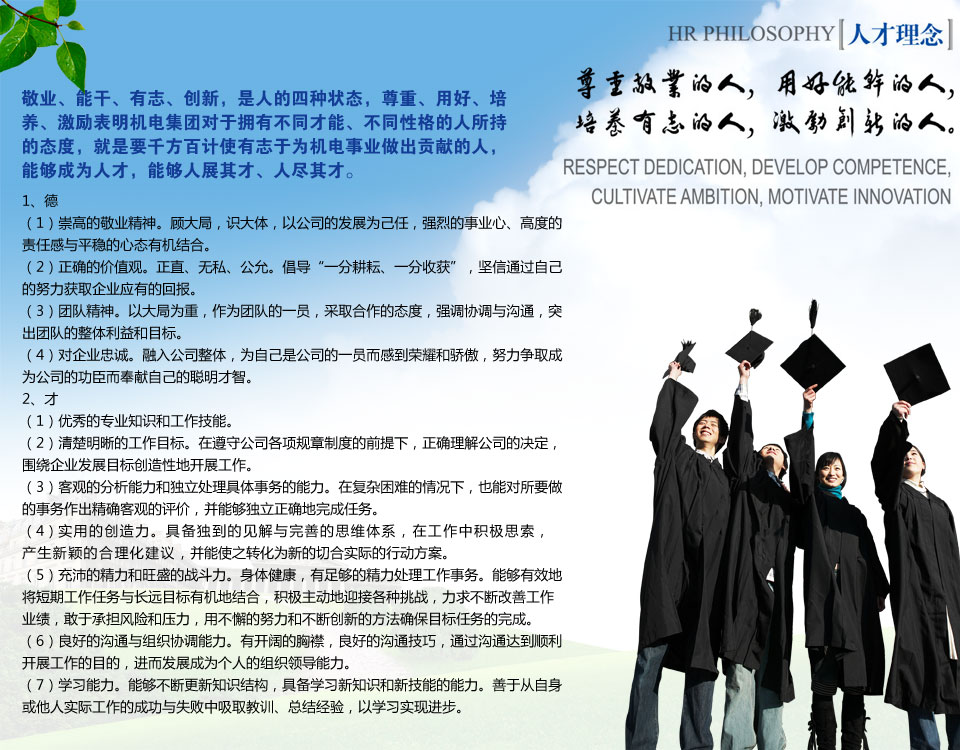 HR PHILOSOPHY[人才理念]
尊重敬業的人，用好能幹的人，
培養有志的人，激勵創新的人。
RESPECT DEDICATION, DEVELOP COMPETENCE,
CULTIVATE AMBITION, MOTIVATE INNOVATION
敬业、能干、有志、创新，是人的四种状态，尊重、用好、培
养、激励表明机电集团对于拥有不同才能、不同性格的人所持
的态度，就是要千方百计使有志于为机电事业做出贡献的人，
能够成为人才，能够人展其才、人尽其才。
1、德
（1）崇高的敬业精神。顾大局，识大体，以公司的发展为己任，强烈的事业心、高度的
责任感与平稳的心态有机结合。
（2）正确的价值观。正直、无私、公允。倡导“一分耕耘、一分收获”，坚信通过自己
的努力获取企业应有的回报。
（3）团队精神。以大局为重，作为团队的一员，采取合作的态度，强调协调与沟通，突
出团队的整体利益和目标。
（4）对企业忠诚。融入公司整体，为自己是公司的一员而感到荣耀和骄傲，努力争取成
为公司的功臣而奉献自己的聪明才智。
2、才
（1）优秀的专业知识和工作技能。
（2）清楚明晰的工作目标。在遵守公司各项规章制度的前提下，正确理解公司的决定，
围绕企业发展目标创造性地开展工作。
（3）客观的分析能力和独立处理具体事务的能力。在复杂困难的情况下，也能对所要做
的事务作出精确客观的评价，并能够独立正确地完成任务。
（4）实用的创造力。具备独到的见解与完善的思维体系，在工作中积极思索，
产生新颖的合理化建议，并能使之转化为新的切合实际的行动方案。
（5）充沛的精力和旺盛的战斗力。身体健康，有足够的精力处理工作事务。能够有效地
将短期工作任务与长远目标有机地结合，积极主动地迎接各种挑战，力求不断改善工作
业绩，敢于承担风险和压力，用不懈的努力和不断创新的方法确保目标任务的完成。
（6）良好的沟通与组织协调能力。有开阔的胸襟，良好的沟通技巧，通过沟通达到顺利
开展工作的目的，进而发展成为个人的组织领导能力。
（7）学习能力。能够不断更新知识结构，具备学习新知识和新技能的能力。善于从自身
或他人实际工作的成功与失败中吸取教训、总结经验，以学习实现进步。